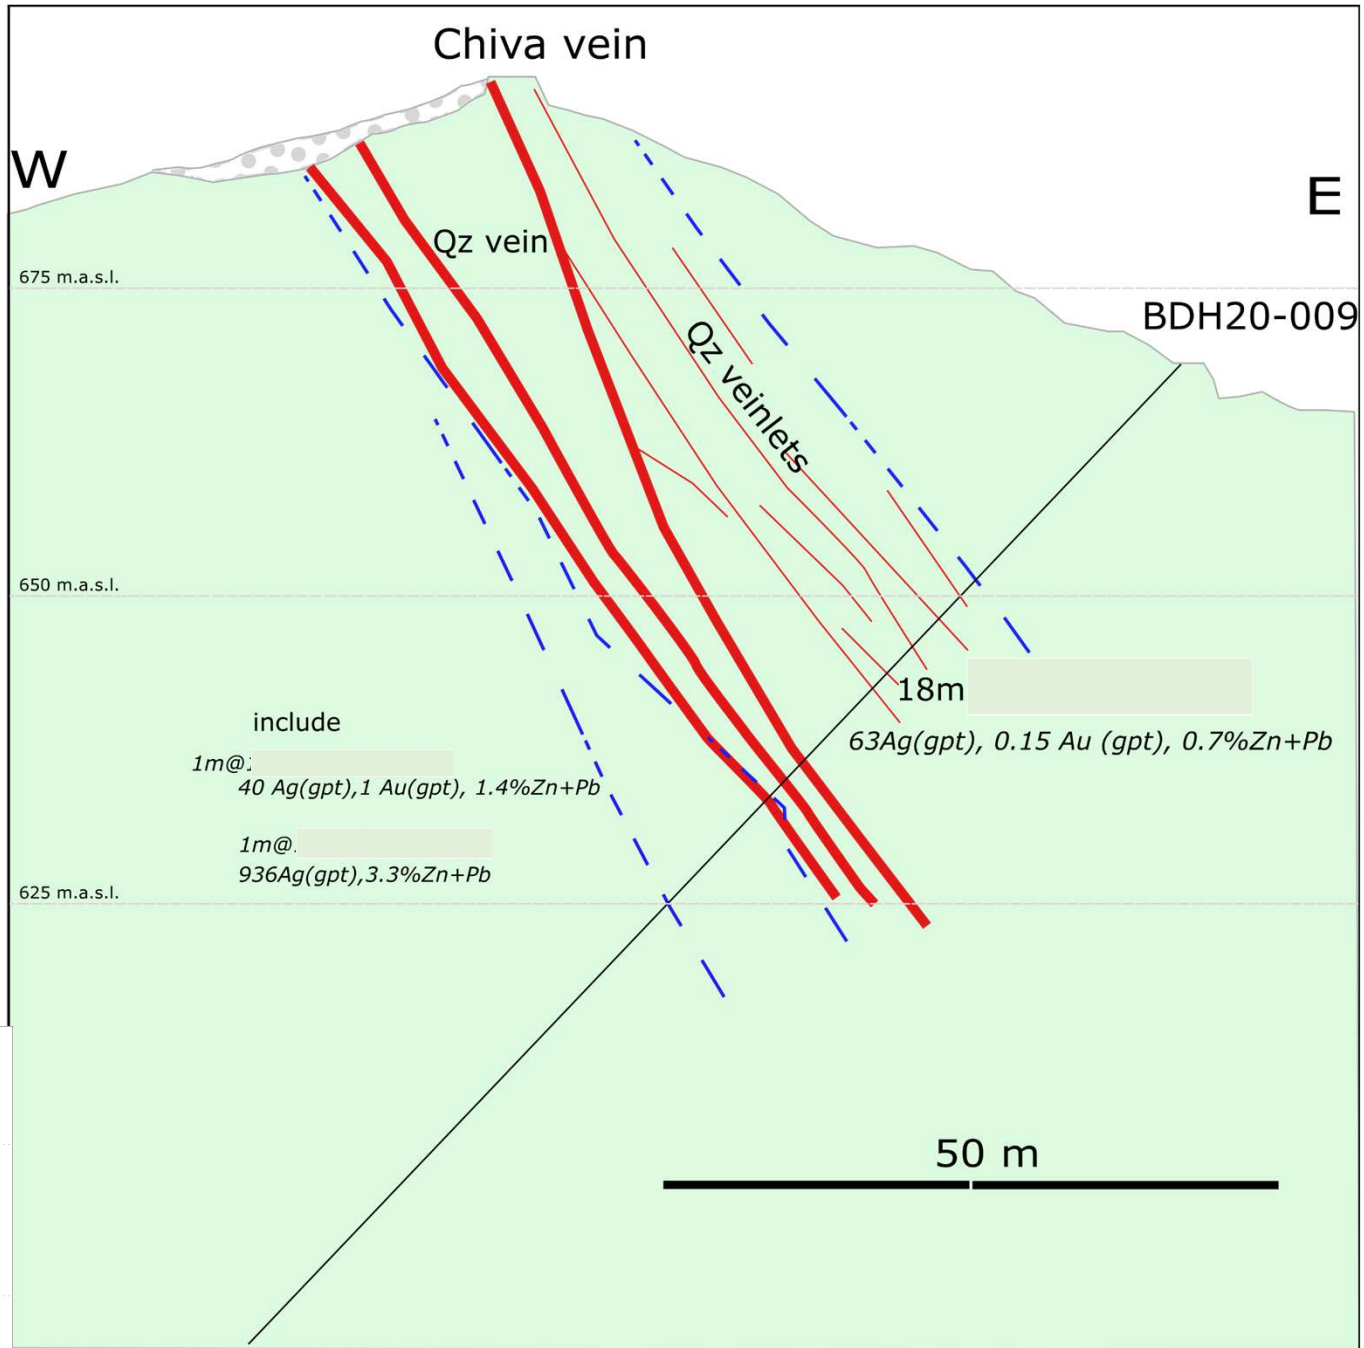 Chiva vein
W
E
Qz vein
675 m.a.s.l.
BDH20-009
Qz veinlets
650 m.a.s.l.
18m
63Ag(gpt), 0.15 Au (gpt), 0.7%Zn+Pb
include
1m@
40 Ag(gpt),1 Au(gpt), 1.4%Zn+Pb
1m@
936Ag(gpt),3.3%Zn+Pb
625 m.a.s.l.
50 m